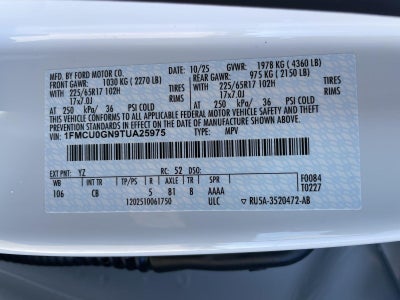 MFD. BY FORD MOTOR CO. 10/25 GVWR: 1978 KG ( 4360 LB)
FRONT GAWR: 1030 KG ( 2270 LB) REAR GAWR: 975 KG ( 2150 LB)
WITH 225/65R17 102H TIRES WITH 225/65R17 102H TIRES
17x7.0J RIMS 17x7.0J RIMS
AT 250 kPa/ 36 PSI COLD AT 250 kPa/ 36 PSI COLD
THIS VEHICLE CONFORMS TO ALL APPLICABLE FEDERAL MOTOR VEHICLE
SAFETY STANDARDS IN EFFECT ON THE DATE OF MANUFACTURE SHOWN ABOVE.
VIN: 1FMCU0GN9TUA25975 TYPE: MPV
EXT PNT: YZ RC: 52 DSO: F0084
WB INT TR TP/PS R AXLE TR SPR T0227
106 CB 5 B1 B AAAA
1202510061750 ULC ▽ RU5A-3520472-AB